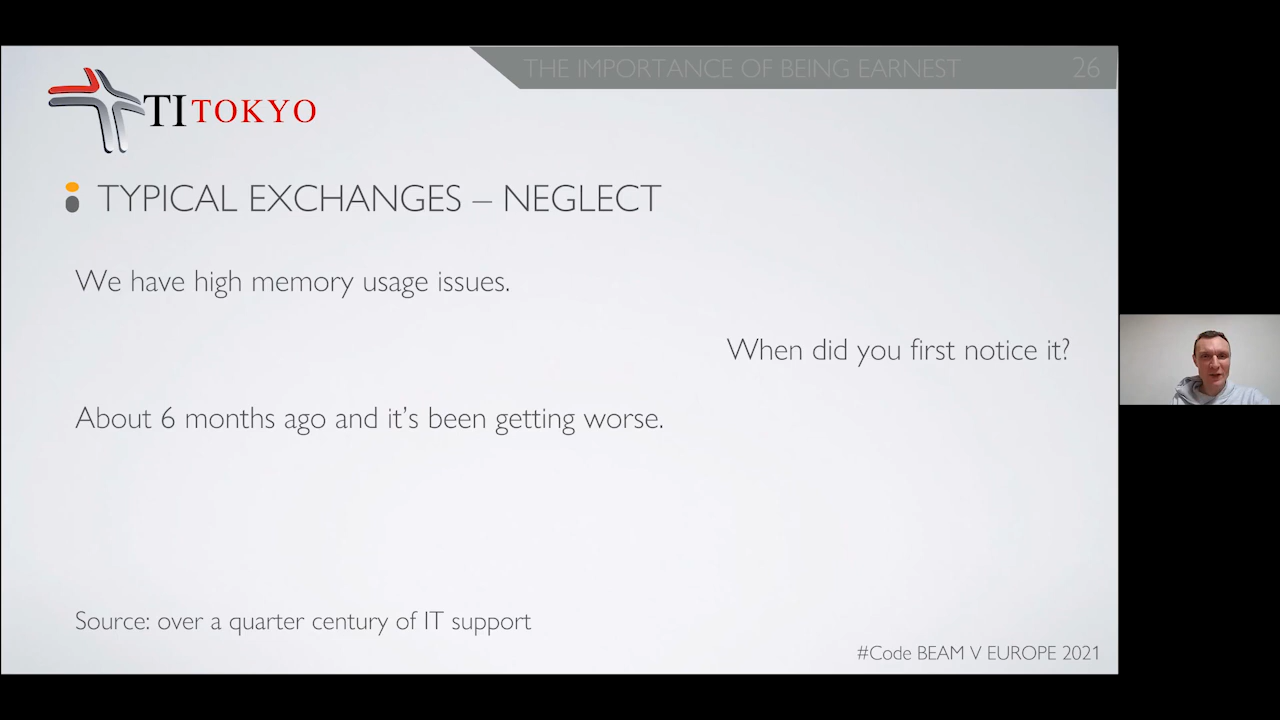 THE IMPORTANCE OF BEING EARNEST 26
TI TOKYO
TYPICAL EXCHANGES – NEGLECT
We have high memory usage issues.
When did you first notice it?
About 6 months ago and it’s been getting worse.
Source: over a quarter century of IT support
#Code BEAM V EUROPE 2021